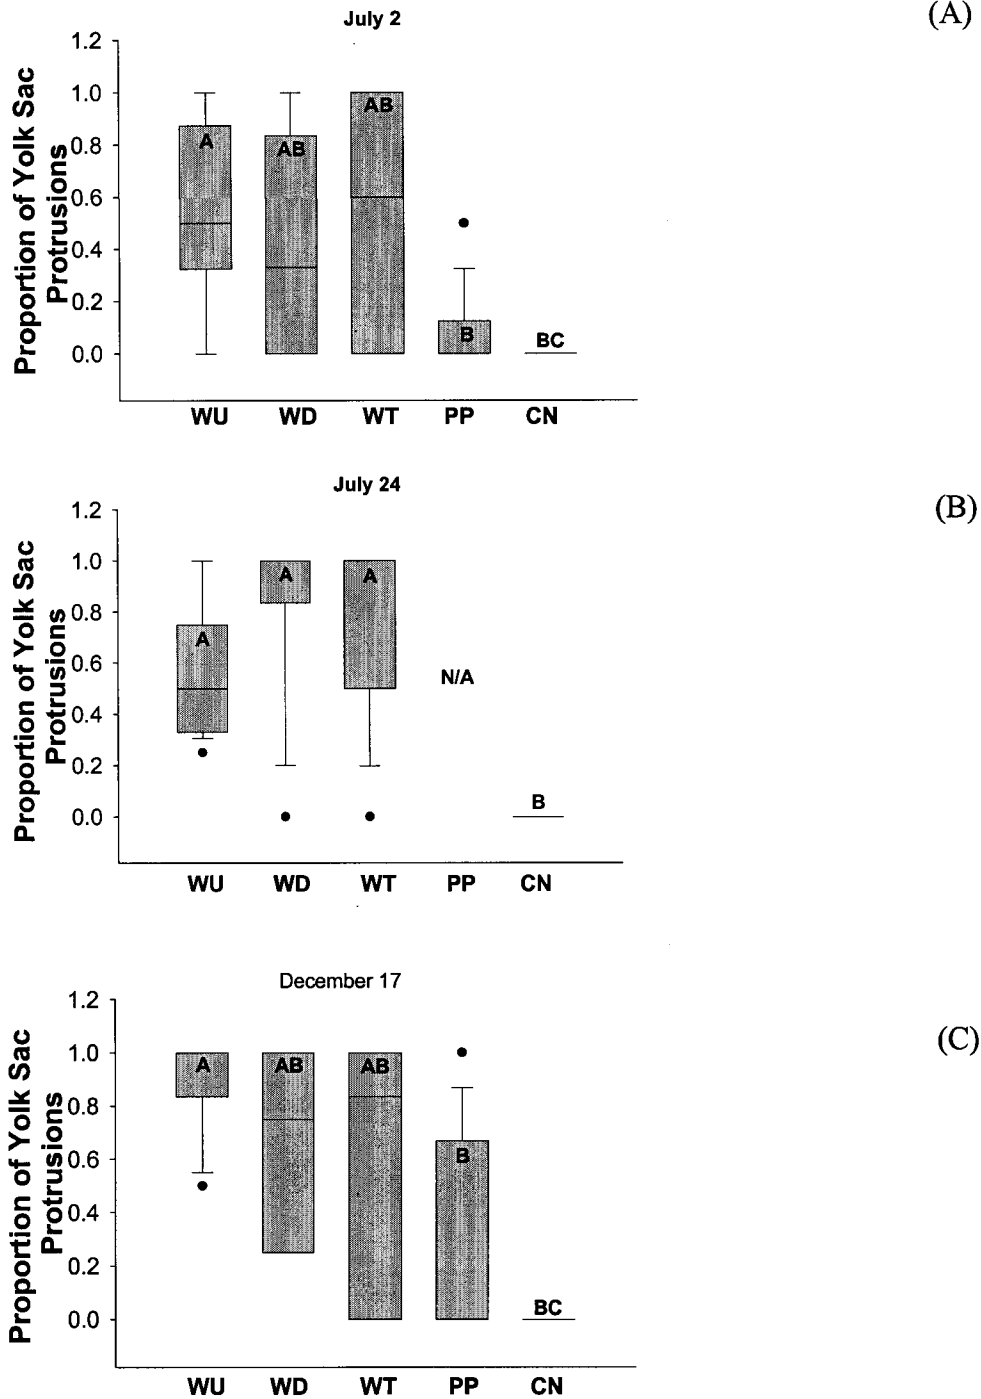 July 2
(A)
Proportion of Yolk Sac
Protrusions
1.2
1.0
0.8
0.6
0.4
0.2
0.0
A
AB
AB
B
BC
WU WD WT PP CN
July 24
(B)
Proportion of Yolk Sac
Protrusions
1.2
1.0
0.8
0.6
0.4
0.2
0.0
A
A
A
N/A
B
WU WD WT PP CN
December 17
(C)
Proportion of Yolk Sac
Protrusions
1.2
1.0
0.8
0.6
0.4
0.2
0.0
A
AB
AB
B
BC
WU WD WT PP CN